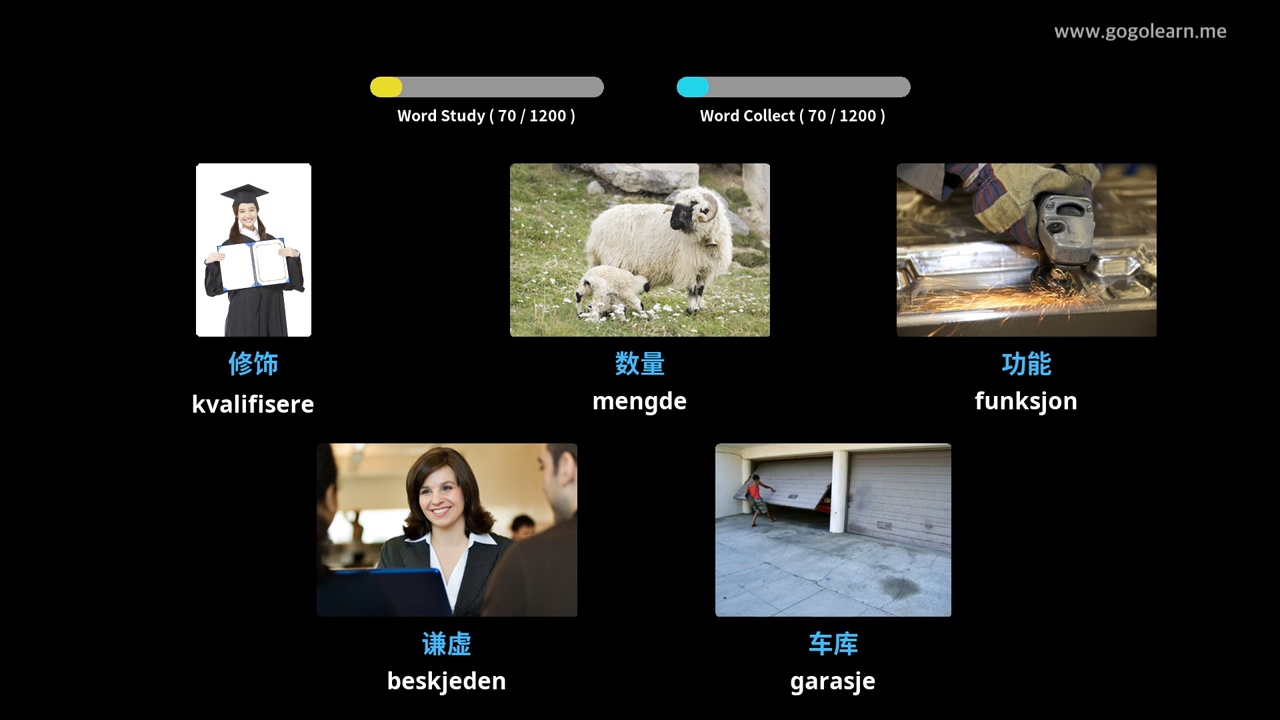 www.gogolearn.me
Word Study ( 70 / 1200 )
Word Collect ( 70 / 1200 )
修饰
kvalifisere
数量
mengde
功能
funksjon
谦虚
beskjeden
车库
garasje